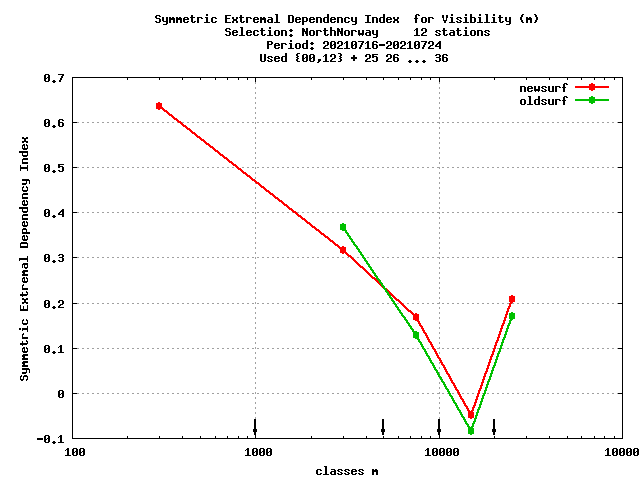 Symmetric Extremal Dependency Index  for Visibility (m)
Selection: NorthNorway     12 stations
Period: 20210716-20210724
Used {00,12} + 25 26 ... 36
newsurf
oldsurf
0.7
0.6
0.5
0.4
0.3
0.2
0.1
0
-0.1
Symmetric Extremal Dependency Index
100
1000
10000
10000
classes m